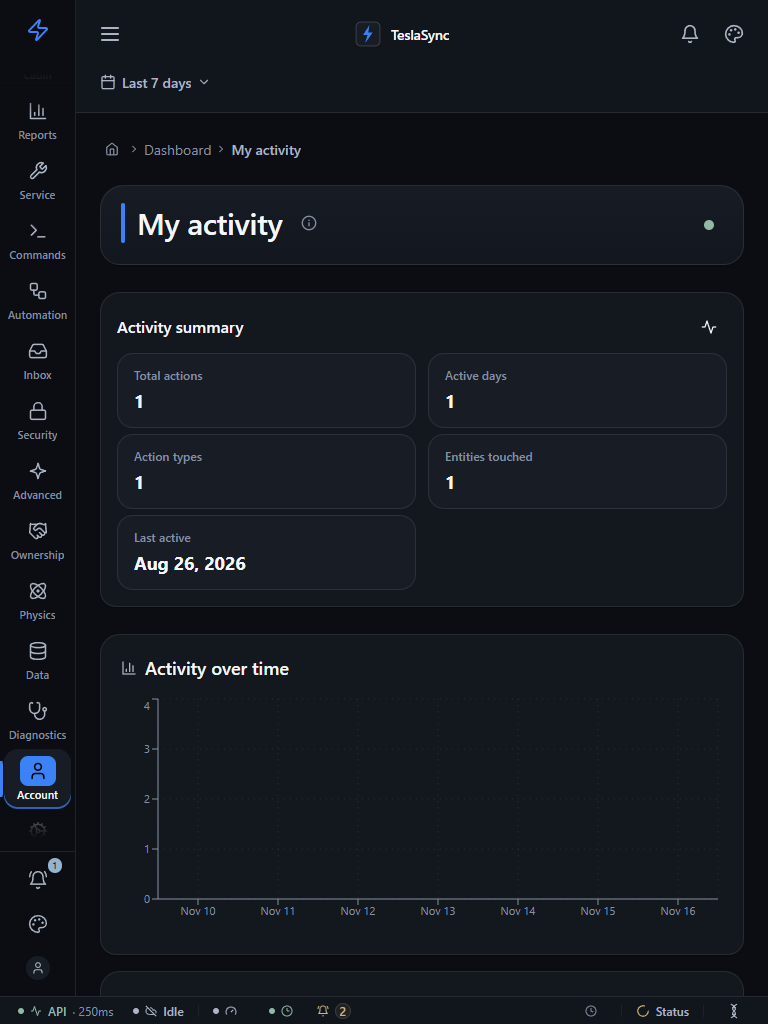 TeslaSync
Last 7 days
Reports
Service
Commands
Automation
Inbox
Security
Advanced
Ownership
Physics
Data
Diagnostics
Account
1
Dashboard
My activity
My activity
Activity summary
Total actions
1
Active days
1
Action types
1
Entities touched
1
Last active
Aug 26, 2026
Activity over time
4
3
2
1
0
Nov 10 Nov 11 Nov 12 Nov 13 Nov 14 Nov 15 Nov 16
API · 250ms Idle 2 Status